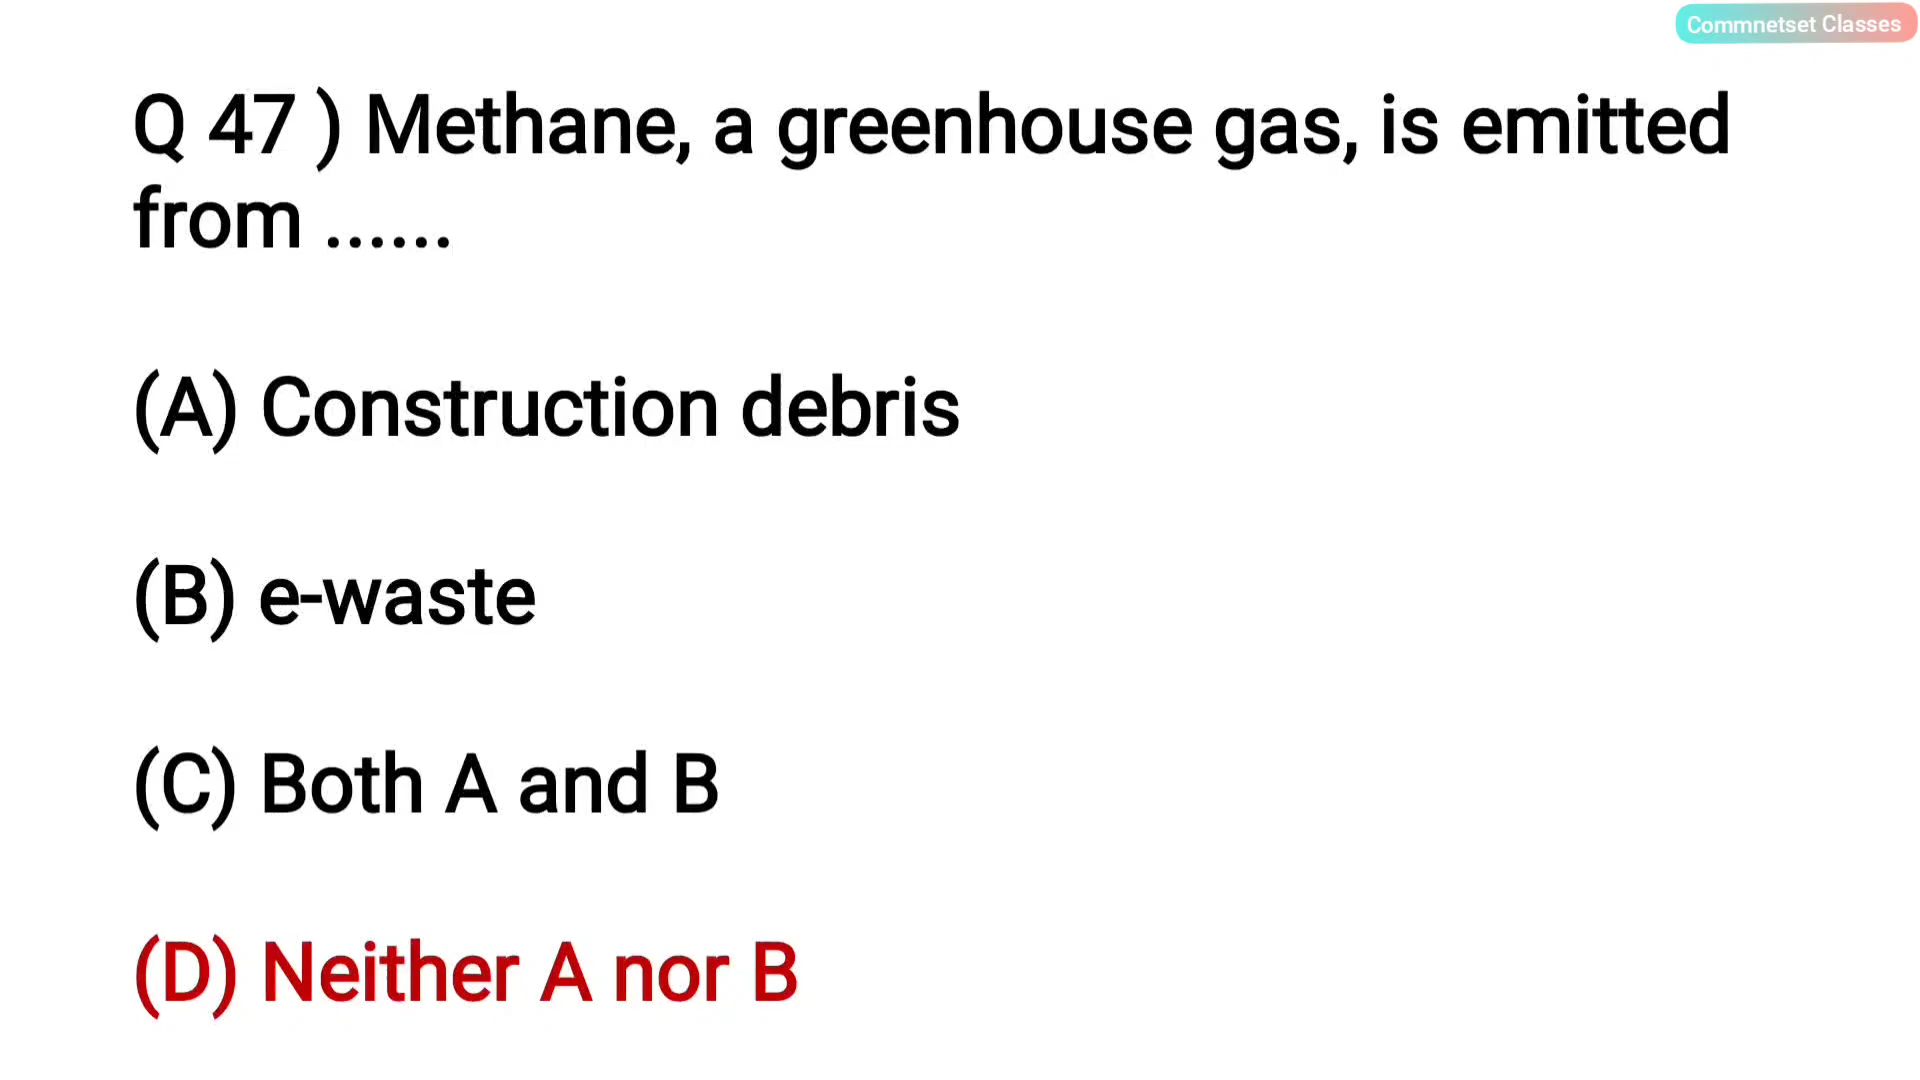 Commnetset Classes
Q 47 ) Methane, a greenhouse gas, is emitted
from ......
(A) Construction debris
(B) e-waste
(C) Both A and B
(D) Neither A nor B